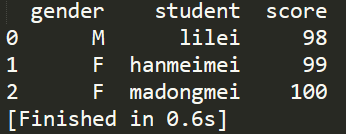 gender student score
0 M lilei 98
1 F hanmeimei 99
2 F madongmei 100
[Finished in 0.6s]